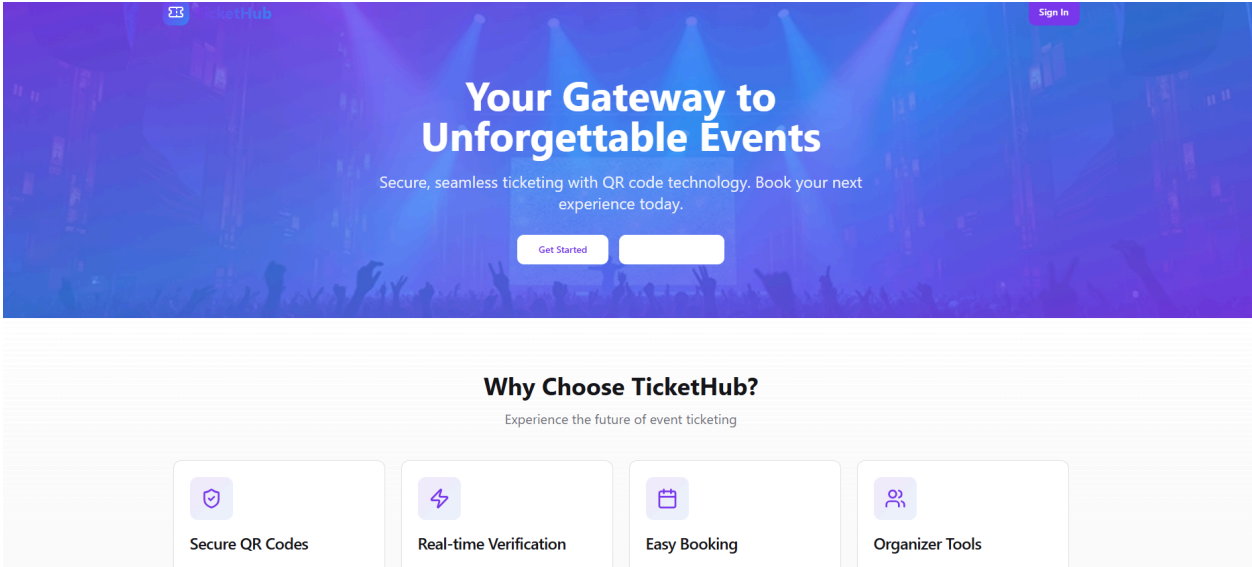 TicketHub
Sign In
Your Gateway to
Unforgettable Events
Secure, seamless ticketing with QR code technology. Book your next
experience today.
Get Started
Why Choose TicketHub?
Experience the future of event ticketing
Secure QR Codes
Real-time Verification
Easy Booking
Organizer Tools